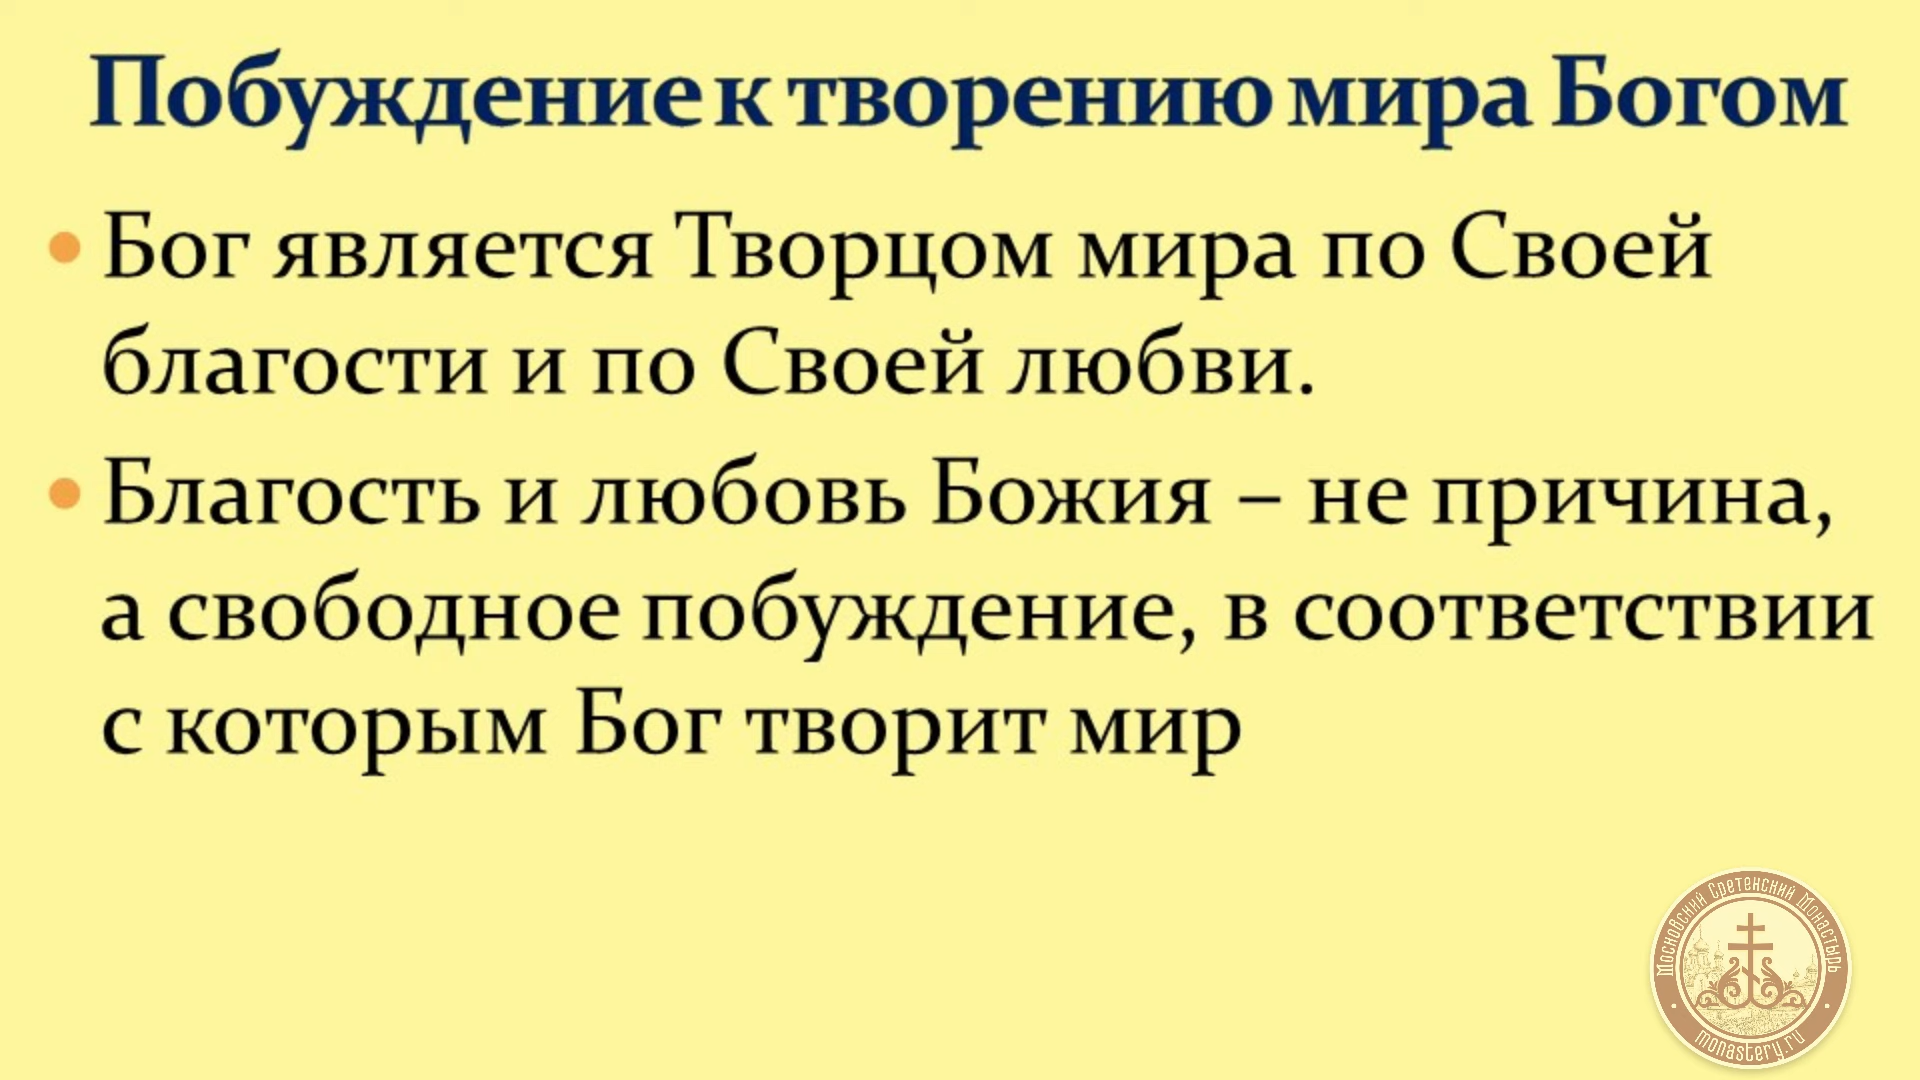 Побуждение к творению мира Богом
• Бог является Творцом мира по Своей
благости и по Своей любви.
• Благость и любовь Божия – не причина,
а свободное побуждение, в соответствии
с которым Бог творит мир
Московский Сретенский Монастырь
monastery.ru